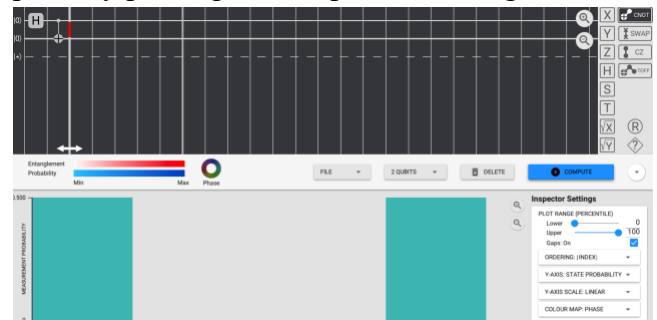 |0⟩ H X CNOT
|0⟩ Y SWAP
|+⟩ Z CZ
H TOFF
S
T
√X R
√Y ?
Entanglement
Probability
Min Max Phase
FILE 2 QUBITS DELETE COMPUTE
0.500
MEASUREMENT PROBABILITY
Inspector Settings
PLOT RANGE (PERCENTILE)
Lower 0
Upper 100
Gaps: On
ORDERING: (INDEX)
Y-AXIS: STATE PROBABILITY
Y-AXIS SCALE: LINEAR
COLOUR MAP: PHASE